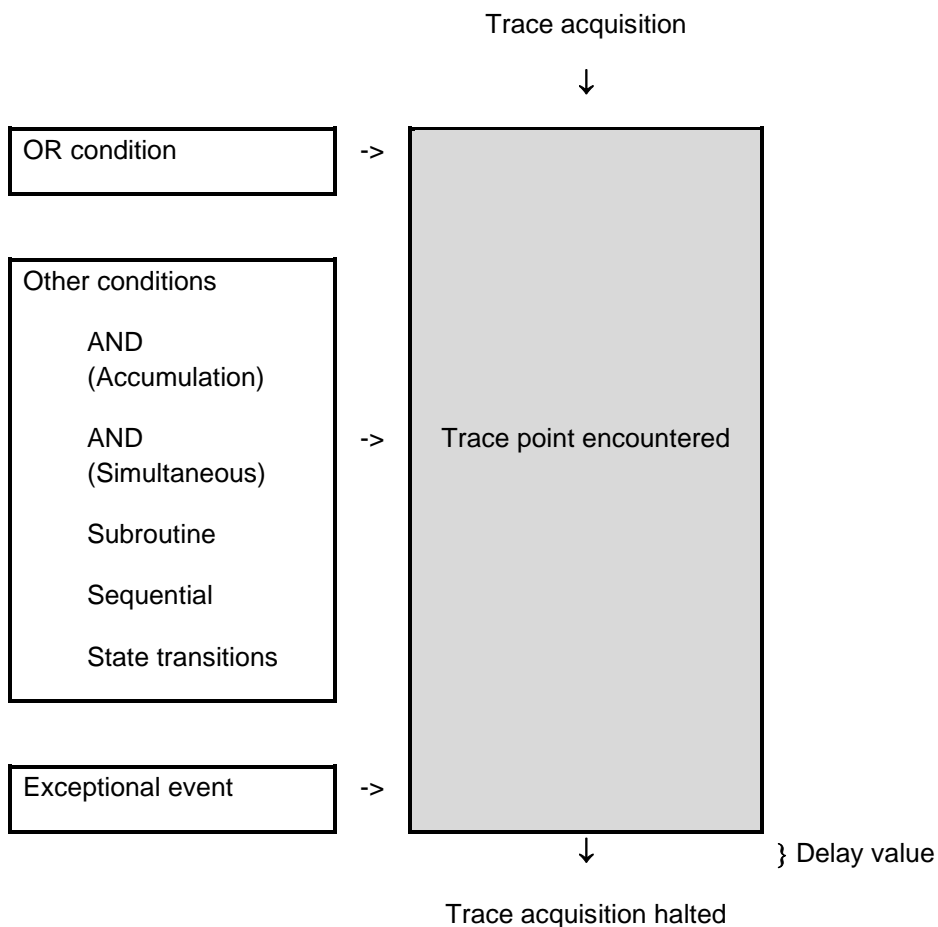 Trace acquisition
↓
OR condition ->
Other conditions
AND
(Accumulation)
AND
(Simultaneous)
Subroutine
Sequential
State transitions
-> Trace point encountered
Exceptional event ->
↓ } Delay value
Trace acquisition halted